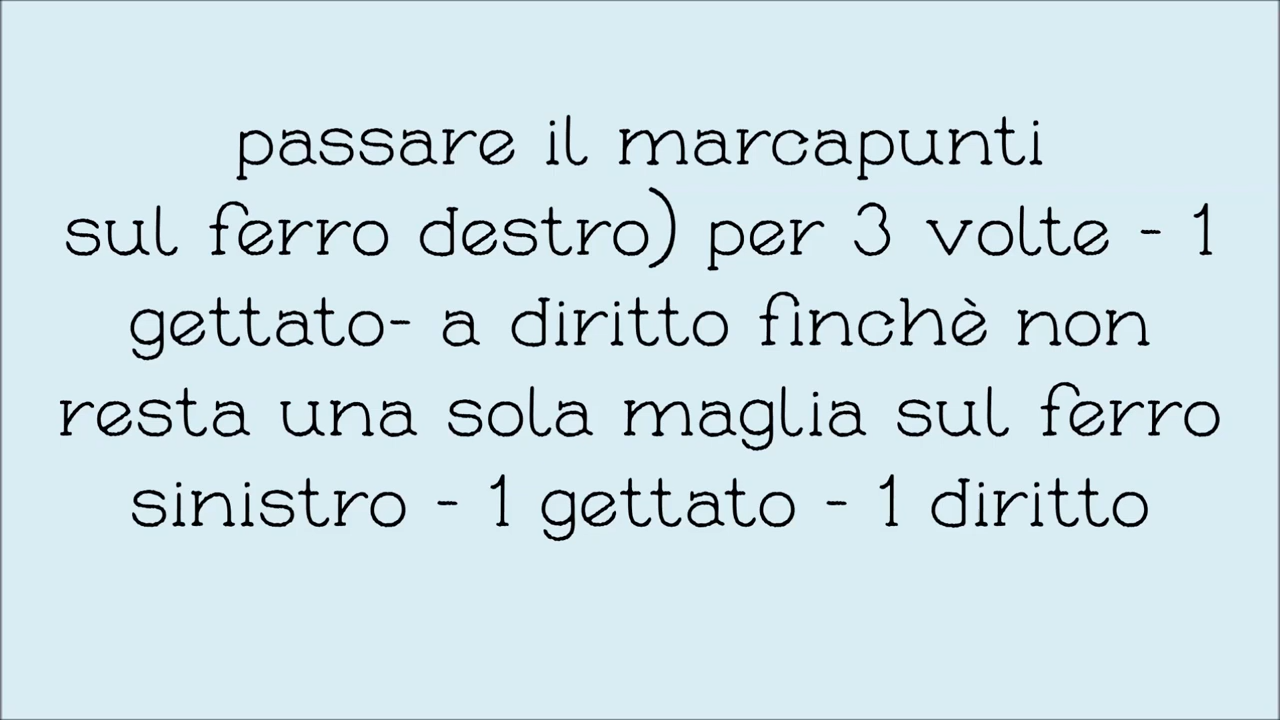 passare il marcapunti
sul ferro destro) per 3 volte - 1
gettato- a diritto finchè non
resta una sola maglia sul ferro
sinistro - 1 gettato - 1 diritto